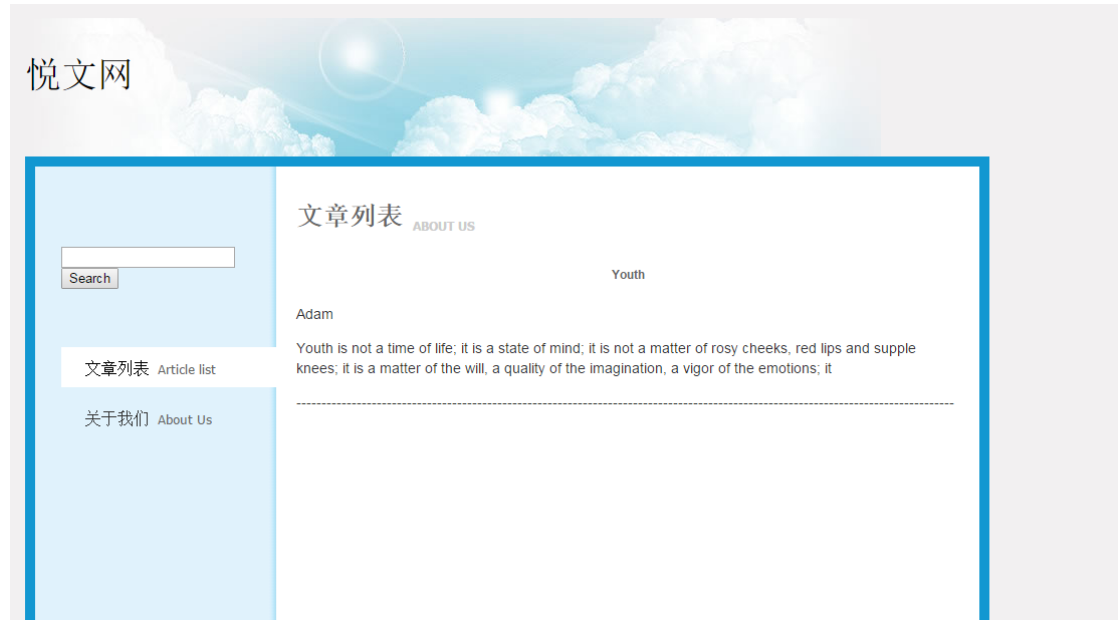 悦文网
Search
文章列表 Article list
关于我们 About Us
文章列表 ABOUT US
Youth
Adam
Youth is not a time of life; it is a state of mind; it is not a matter of rosy cheeks, red lips and supple
knees; it is a matter of the will, a quality of the imagination, a vigor of the emotions; it